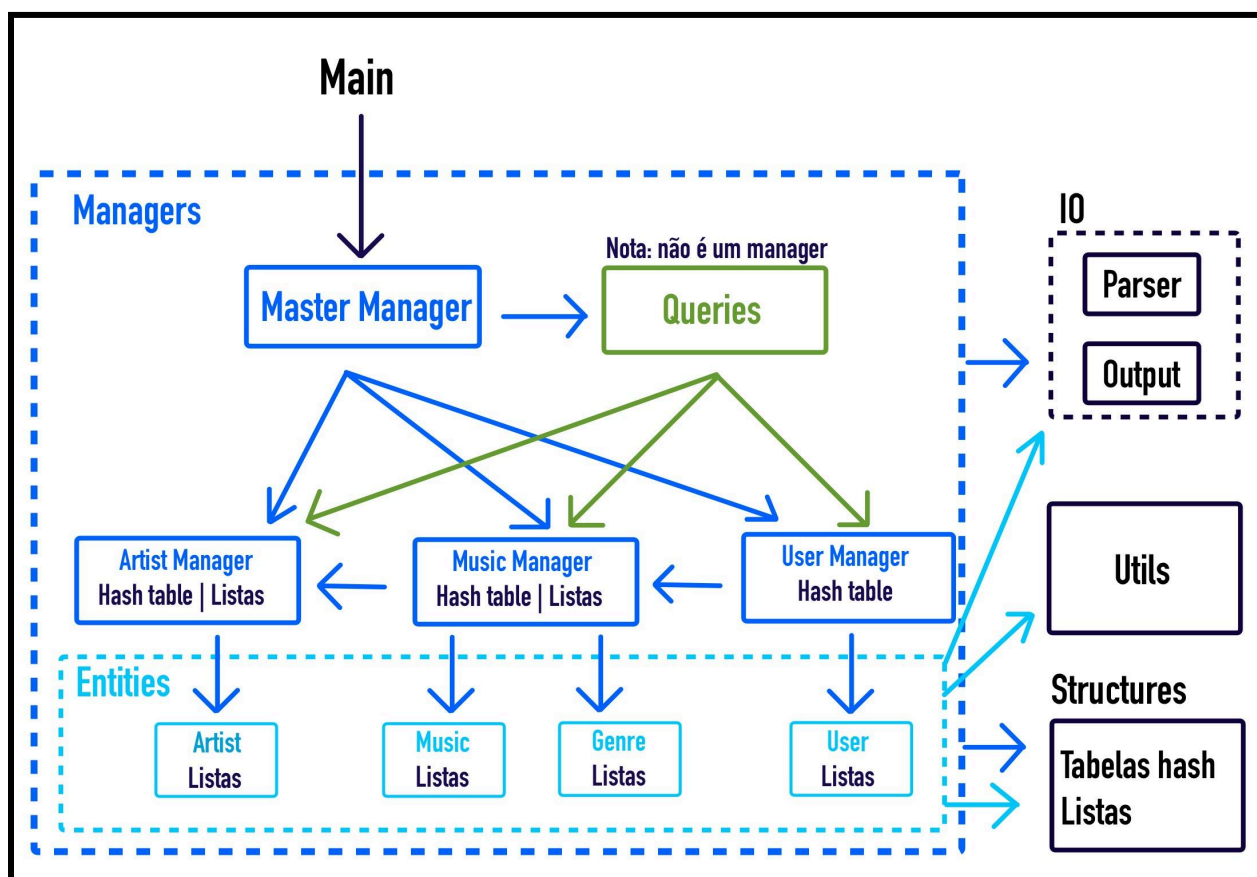 Main
Managers
Nota: não é um manager
Master Manager
Queries
IO
Parser
Output
Artist Manager
Hash table | Listas
Music Manager
Hash table | Listas
User Manager
Hash table
Utils
Entities
Artist
Listas
Music
Listas
Genre
Listas
User
Listas
Structures
Tabelas hash
Listas